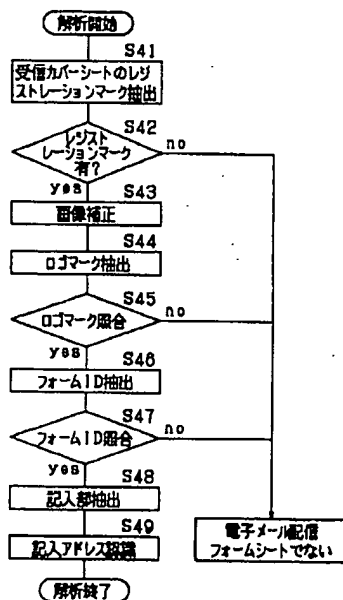 解析開始
S41
受信カバーシートのレジ
ストレーションマーク抽出
S42
レジスト
レーションマーク
有?
no
yes
S43
画像補正
S44
ロゴマーク抽出
S45
ロゴマーク照合
no
yes
S46
フォームID抽出
S47
フォームID照合
no
yes
S48
記入部抽出
S49
記入アドレス認識
電子メール配信
フォームシートでない
解析終了